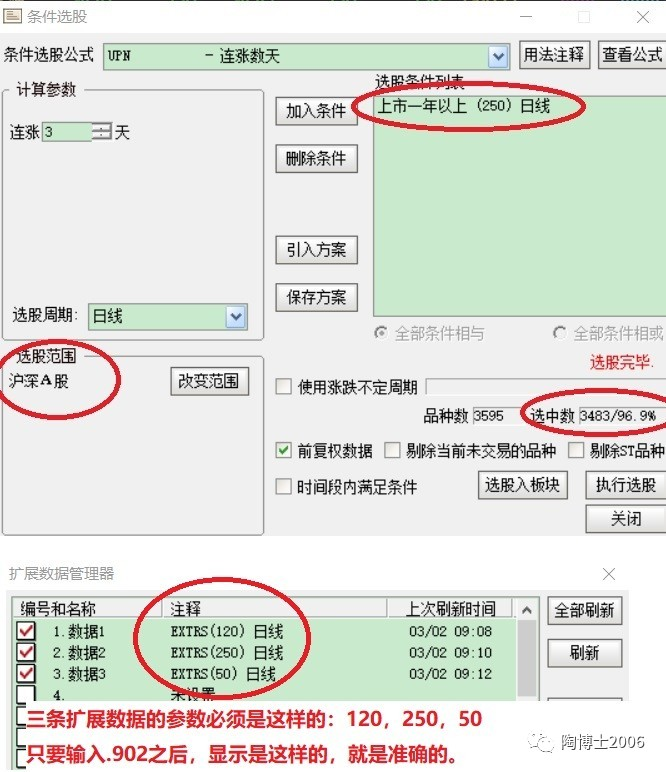 条件选股
条件选股公式 UPN - 连涨数天 用法注释 查看公式
计算参数 选股条件列表
连涨 3 天 加入条件 上市一年以上（250）日线
删除条件
引入方案
保存方案
选股周期: 日线
全部条件相与 全部条件相或
选股范围 选股完毕.
沪深A股 改变范围 使用涨跌不定周期
品种数 3595 选中数 3483/96.9%
前复权数据 剔除当前未交易的品种 剔除ST品种
时间段内满足条件 选股入板块 执行选股
关闭
扩展数据管理器
编号和名称 注释 上次刷新时间 全部刷新
1.数据1 EXTRS(120) 日线 03/02 09:08
2.数据2 EXTRS(250) 日线 03/02 09:10 刷新
3.数据3 EXTRS(50) 日线 03/02 09:12
4. 未设置
三条扩展数据的参数必须是这样的：120，250，50
只要输入.902之后，显示是这样的，就是准确的。
陶博士2006